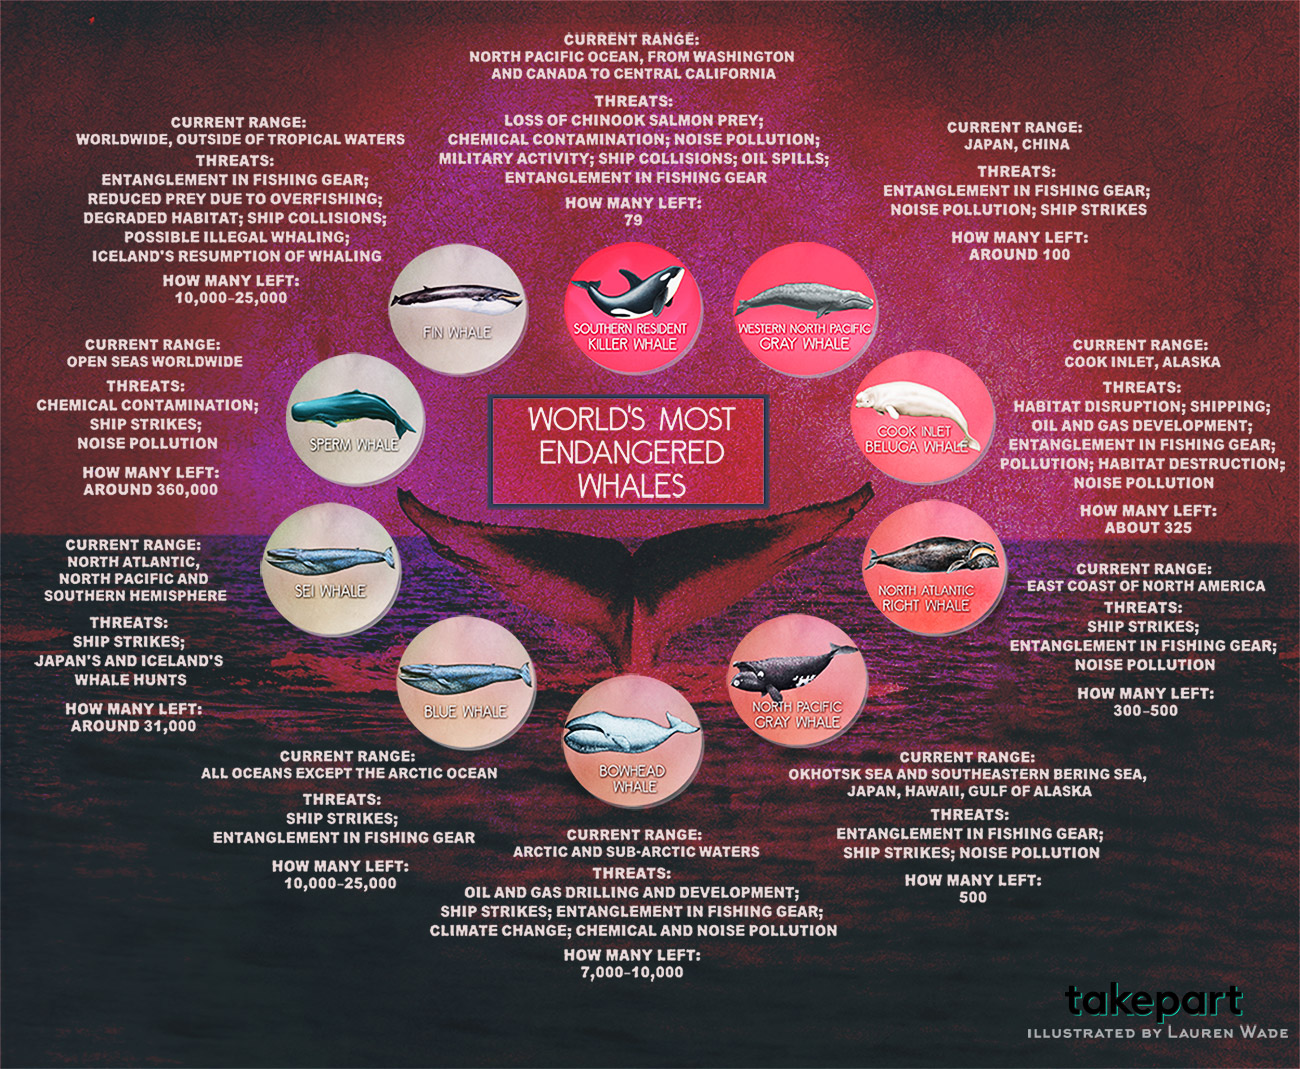 CURRENT RANGE:
NORTH PACIFIC OCEAN, FROM WASHINGTON
AND CANADA TO CENTRAL CALIFORNIA
THREATS:
LOSS OF CHINOOK SALMON PREY;
CHEMICAL CONTAMINATION; NOISE POLLUTION;
MILITARY ACTIVITY; SHIP COLLISIONS; OIL SPILLS;
ENTANGLEMENT IN FISHING GEAR
HOW MANY LEFT:
79
SOUTHERN RESIDENT
KILLER WHALE
CURRENT RANGE:
JAPAN, CHINA
THREATS:
ENTANGLEMENT IN FISHING GEAR;
NOISE POLLUTION; SHIP STRIKES
HOW MANY LEFT:
AROUND 100
WESTERN NORTH PACIFIC
GRAY WHALE
CURRENT RANGE:
COOK INLET, ALASKA
THREATS:
HABITAT DISRUPTION; SHIPPING;
OIL AND GAS DEVELOPMENT;
ENTANGLEMENT IN FISHING GEAR;
POLLUTION; HABITAT DESTRUCTION;
NOISE POLLUTION
HOW MANY LEFT:
ABOUT 325
COOK INLET
BELUGA WHALE
CURRENT RANGE:
EAST COAST OF NORTH AMERICA
THREATS:
SHIP STRIKES;
ENTANGLEMENT IN FISHING GEAR;
NOISE POLLUTION
HOW MANY LEFT:
300–500
NORTH ATLANTIC
RIGHT WHALE
NORTH PACIFIC
GRAY WHALE
CURRENT RANGE:
OKHOTSK SEA AND SOUTHEASTERN BERING SEA,
JAPAN, HAWAII, GULF OF ALASKA
THREATS:
ENTANGLEMENT IN FISHING GEAR;
SHIP STRIKES; NOISE POLLUTION
HOW MANY LEFT:
500
BOWHEAD
WHALE
CURRENT RANGE:
ARCTIC AND SUB-ARCTIC WATERS
THREATS:
OIL AND GAS DRILLING AND DEVELOPMENT;
SHIP STRIKES; ENTANGLEMENT IN FISHING GEAR;
CLIMATE CHANGE; CHEMICAL AND NOISE POLLUTION
HOW MANY LEFT:
7,000–10,000
BLUE WHALE
CURRENT RANGE:
ALL OCEANS EXCEPT THE ARCTIC OCEAN
THREATS:
SHIP STRIKES;
ENTANGLEMENT IN FISHING GEAR
HOW MANY LEFT:
10,000–25,000
CURRENT RANGE:
NORTH ATLANTIC,
NORTH PACIFIC AND
SOUTHERN HEMISPHERE
THREATS:
SHIP STRIKES;
JAPAN'S AND ICELAND'S
WHALE HUNTS
HOW MANY LEFT:
AROUND 31,000
SEI WHALE
CURRENT RANGE:
OPEN SEAS WORLDWIDE
THREATS:
CHEMICAL CONTAMINATION;
SHIP STRIKES;
NOISE POLLUTION
HOW MANY LEFT:
AROUND 360,000
SPERM WHALE
CURRENT RANGE:
WORLDWIDE, OUTSIDE OF TROPICAL WATERS
THREATS:
ENTANGLEMENT IN FISHING GEAR;
REDUCED PREY DUE TO OVERFISHING;
DEGRADED HABITAT; SHIP COLLISIONS;
POSSIBLE ILLEGAL WHALING;
ICELAND'S RESUMPTION OF WHALING
HOW MANY LEFT:
10,000–25,000
FIN WHALE
WORLD'S MOST
ENDANGERED
WHALES
takepart
ILLUSTRATED BY LAUREN WADE